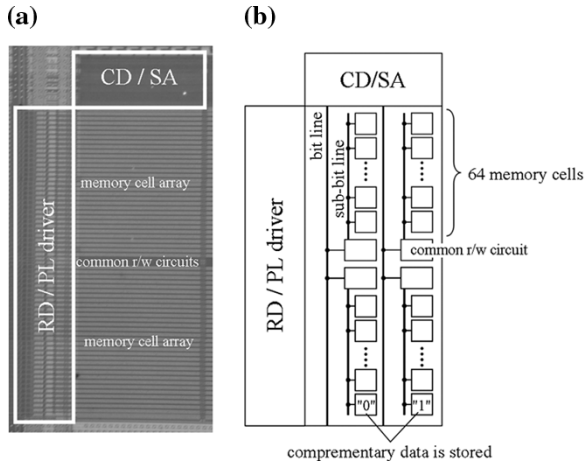 (a)
CD / SA
RD / PL driver
memory cell array
common r/w circuits
memory cell array
(b)
CD/SA
RD / PL driver
bit line
sub-bit line
64 memory cells
common r/w circuit
"0"
"1"
comprementary data is stored